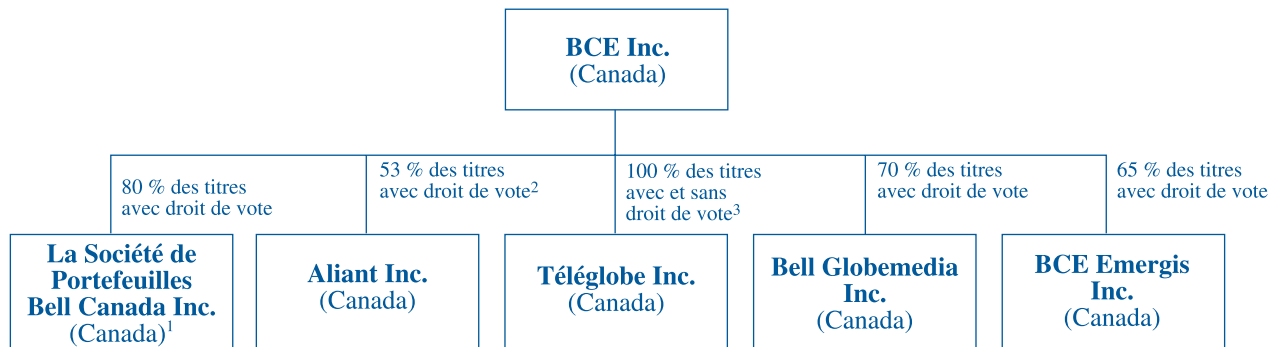 BCE Inc.
(Canada)
80 % des titres
avec droit de vote
53 % des titres
avec droit de vote2
100 % des titres
avec et sans
droit de vote3
70 % des titres
avec droit de vote
65 % des titres
avec droit de vote
La Société de
Portefeuilles
Bell Canada Inc.
(Canada)1
Aliant Inc.
(Canada)
Téléglobe Inc.
(Canada)
Bell Globemedia
Inc.
(Canada)
BCE Emergis
Inc.
(Canada)